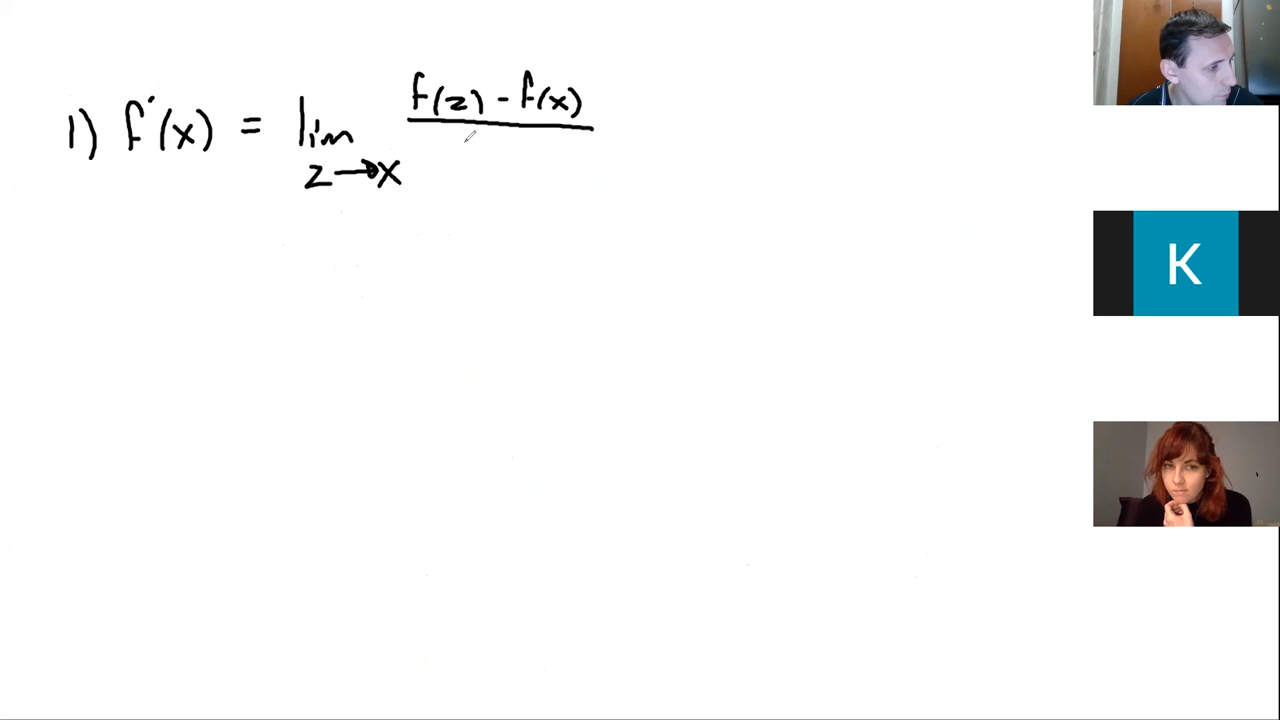 1) f'(x) = lim f(z) - f(x)
z→x
K